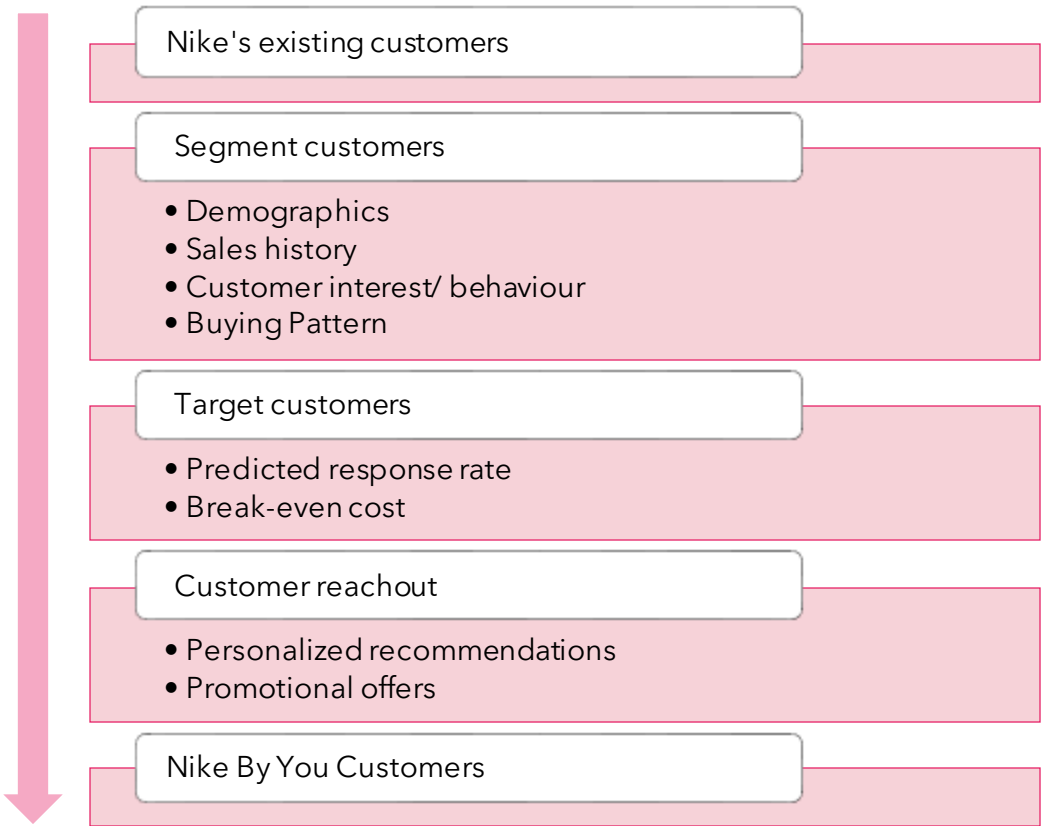 Nike's existing customers
Segment customers
• Demographics
• Sales history
• Customer interest/ behaviour
• Buying Pattern
Target customers
• Predicted response rate
• Break-even cost
Customer reachout
• Personalized recommendations
• Promotional offers
Nike By You Customers